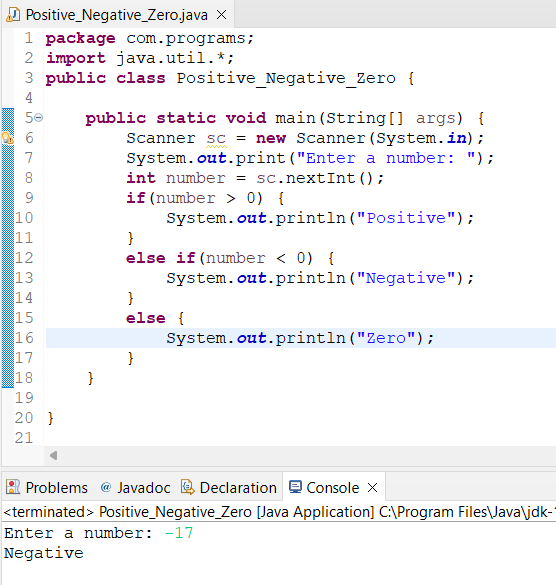 Positive_Negative_Zero.java
1 package com.programs;
2 import java.util.*;
3 public class Positive_Negative_Zero {
4
5 public static void main(String[] args) {
6 Scanner sc = new Scanner(System.in);
7 System.out.print("Enter a number: ");
8 int number = sc.nextInt();
9 if(number > 0) {
10 System.out.println("Positive");
11 }
12 else if(number < 0) {
13 System.out.println("Negative");
14 }
15 else {
16 System.out.println("Zero");
17 }
18 }
19
20 }
21
Problems @ Javadoc Declaration Console
<terminated> Positive_Negative_Zero [Java Application] C:\Program Files\Java\jdk-
Enter a number: -17
Negative